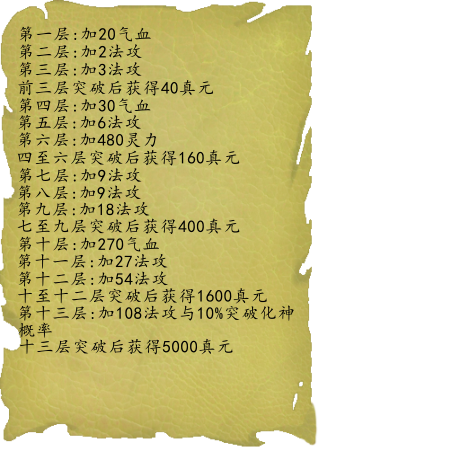 第一层:加20气血
第二层:加2法攻
第三层:加3法攻
前三层突破后获得40真元
第四层:加30气血
第五层:加6法攻
第六层:加480灵力
四至六层突破后获得160真元
第七层:加9法攻
第八层:加9法攻
第九层:加18法攻
七至九层突破后获得400真元
第十层:加270气血
第十一层:加27法攻
第十二层:加54法攻
十至十二层突破后获得1600真元
第十三层:加108法攻与10%突破化神
概率
十三层突破后获得5000真元